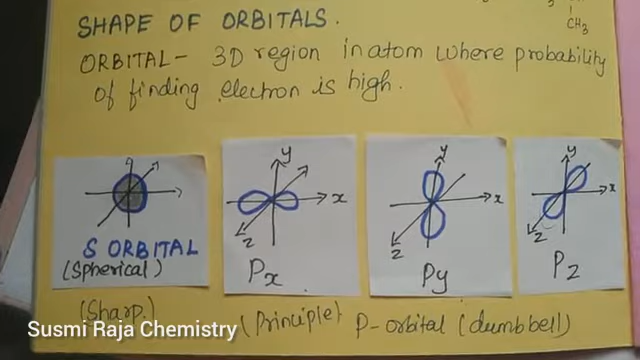 SHAPE OF ORBITALS.
ORBITAL - 3D region in atom where probability
of finding electron is high.
CH3
y
x
z
y
x
z
y
x
z
S ORBITAL
(Spherical)
Px
Py
Pz
(Sharp)
(Principle) P-orbital (dumbbell)
Susmi Raja Chemistry